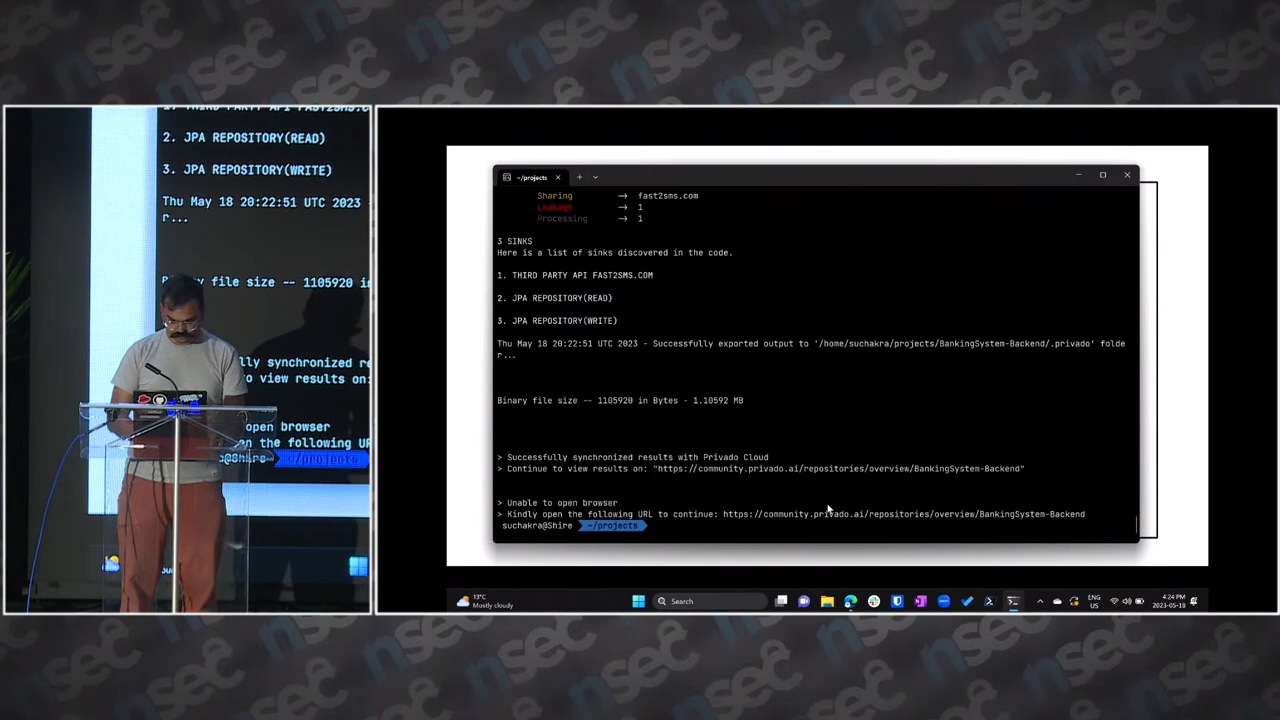 nsec
1. THIRD PARTY API FAST2SMS.C
2. JPA REPOSITORY(READ)
3. JPA REPOSITORY(WRITE)
Thu May 18 20:22:51 UTC 2023 -
r...
file size -- 1105920 in
lly synchronized
to view results on:
open browser
n the following UR
@Shire ~/projects
~/projects
Sharing → fast2sms.com
Leakage → 1
Processing → 1
3 SINKS
Here is a list of sinks discovered in the code.
1. THIRD PARTY API FAST2SMS.COM
2. JPA REPOSITORY(READ)
3. JPA REPOSITORY(WRITE)
Thu May 18 20:22:51 UTC 2023 - Successfully exported output to '/home/suchakra/projects/BankingSystem-Backend/.privado' folde
r...
Binary file size -- 1105920 in Bytes - 1.10592 MB
> Successfully synchronized results with Privado Cloud
> Continue to view results on: "https://community.privado.ai/repositories/overview/BankingSystem-Backend"
> Unable to open browser
> Kindly open the following URL to continue: https://community.privado.ai/repositories/overview/BankingSystem-Backend
suchakra@Shire ~/projects
13°C
Mostly cloudy
Search
ENG
US
4:24 PM
2023-05-18